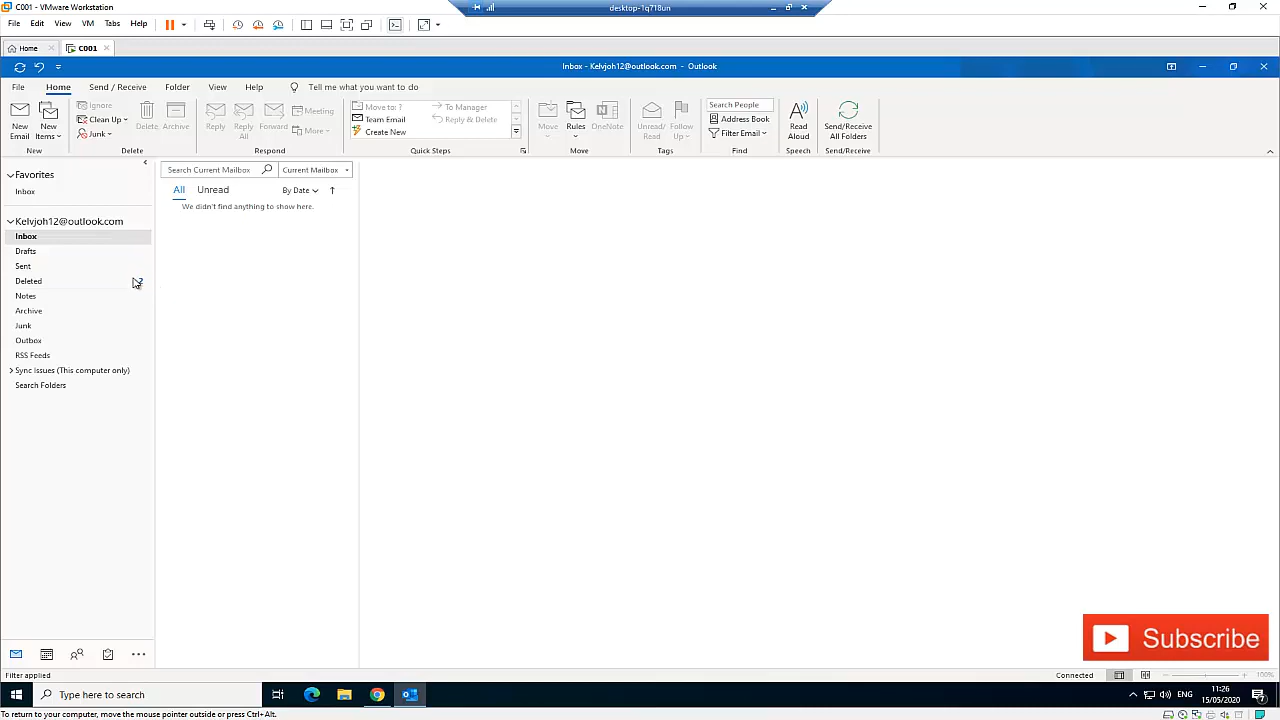 C001 - VMware Workstation
desktop-1q718un
File Edit View VM Tabs Help
Home C001
Inbox - Kelvjoh12@outlook.com - Outlook
File Home Send / Receive Folder View Help Tell me what you want to do
New Email
New Items
Ignore
Clean Up
Junk
Delete
Archive
Reply
Reply All
Forward
Meeting
More
Move to: ?
Team Email
Create New
To Manager
Reply & Delete
Move
Rules
OneNote
Unread/ Read
Follow Up
Search People
Address Book
Filter Email
Read Aloud
Send/Receive All Folders
New Delete Respond Quick Steps Move Tags Find Speech Send/Receive
Favorites
Inbox
Kelvjoh12@outlook.com
Inbox
Drafts
Sent
Deleted
Notes
Archive
Junk
Outbox
RSS Feeds
Sync Issues (This computer only)
Search Folders
Search Current Mailbox Current Mailbox
All Unread By Date
We didn't find anything to show here.
Subscribe
Filter applied
Connected
100%
Type here to search
ENG
11:26
15/05/2020
To return to your computer, move the mouse pointer outside or press Ctrl+Alt.